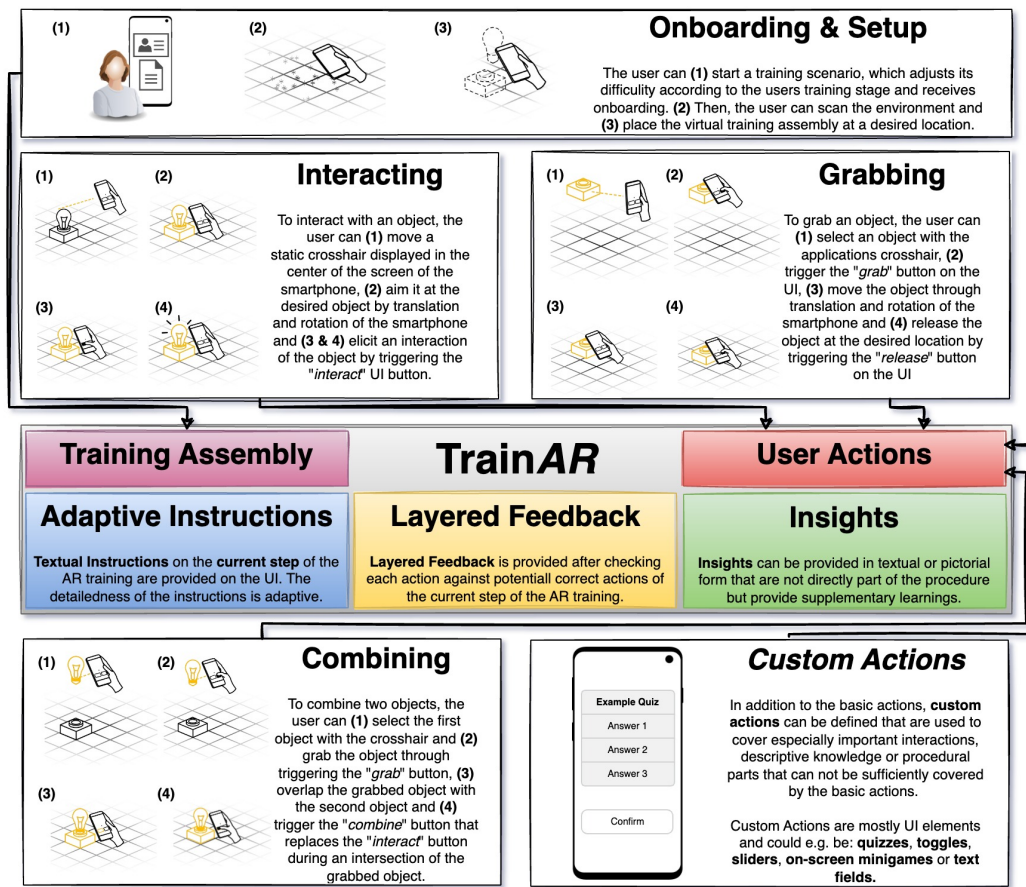 (1)
(2)
(3)
Onboarding & Setup
The user can (1) start a training scenario, which adjusts its
difficulty according to the users training stage and receives
onboarding. (2) Then, the user can scan the environment and
(3) place the virtual training assembly at a desired location.
(1)
(2)
(3)
(4)
Interacting
To interact with an object, the
user can (1) move a
static crosshair displayed in the
center of the screen of the
smartphone, (2) aim it at the
desired object by translation
and rotation of the smartphone
and (3 & 4) elicit an interaction
of the object by triggering the
"interact" UI button.
(1)
(2)
(3)
(4)
Grabbing
To grab an object, the user can
(1) select an object with the
applications crosshair, (2)
trigger the "grab" button on the
UI, (3) move the object through
translation and rotation of the
smartphone and (4) release the
object at the desired location by
triggering the "release" button
on the UI
Training Assembly
TrainAR
User Actions
Adaptive Instructions
Textual Instructions on the current step of the
AR training are provided on the UI. The
detailedness of the instructions is adaptive.
Layered Feedback
Layered Feedback is provided after checking
each action against potentiall correct actions of
the current step of the AR training.
Insights
Insights can be provided in textual or pictorial
form that are not directly part of the procedure
but provide supplementary learnings.
(1)
(2)
(3)
(4)
Combining
To combine two objects, the
user can (1) select the first
object with the crosshair and (2)
grab the object through
triggering the "grab" button, (3)
overlap the grabbed object with
the second object and (4)
trigger the "combine" button that
replaces the "interact" button
during an intersection of the
grabbed object.
Example Quiz
Answer 1
Answer 2
Answer 3
Confirm
Custom Actions
In addition to the basic actions, custom
actions can be defined that are used to
cover especially important interactions,
descriptive knowledge or procedural
parts that can not be sufficiently covered
by the basic actions.
Custom Actions are mostly UI elements
and could e.g. be: quizzes, toggles,
sliders, on-screen minigames or text
fields.